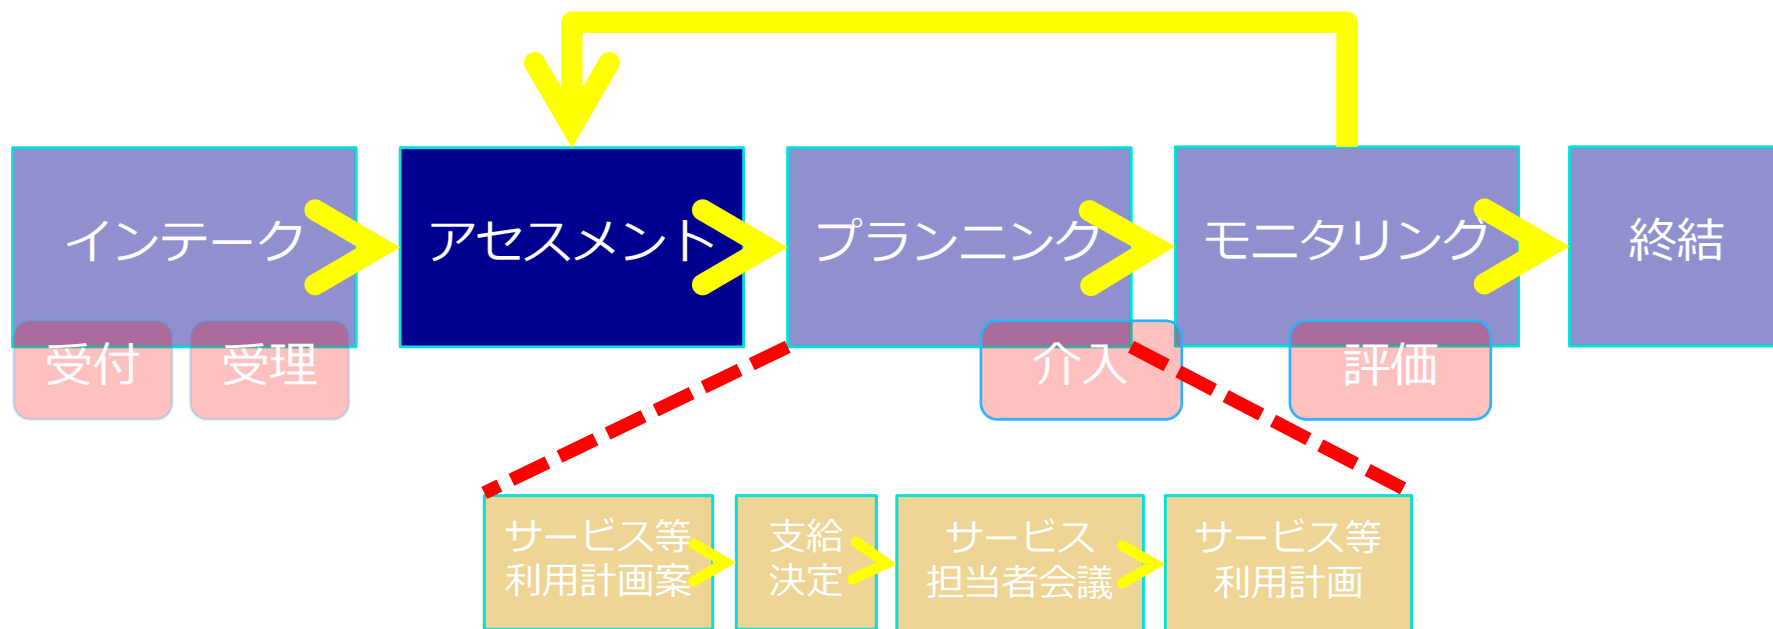 インテーク
アセスメント
プランニング
モニタリング
終結
受付
受理
介入
評価
サービス等
利用計画案
支給
決定
サービス
担当者会議
サービス等
利用計画